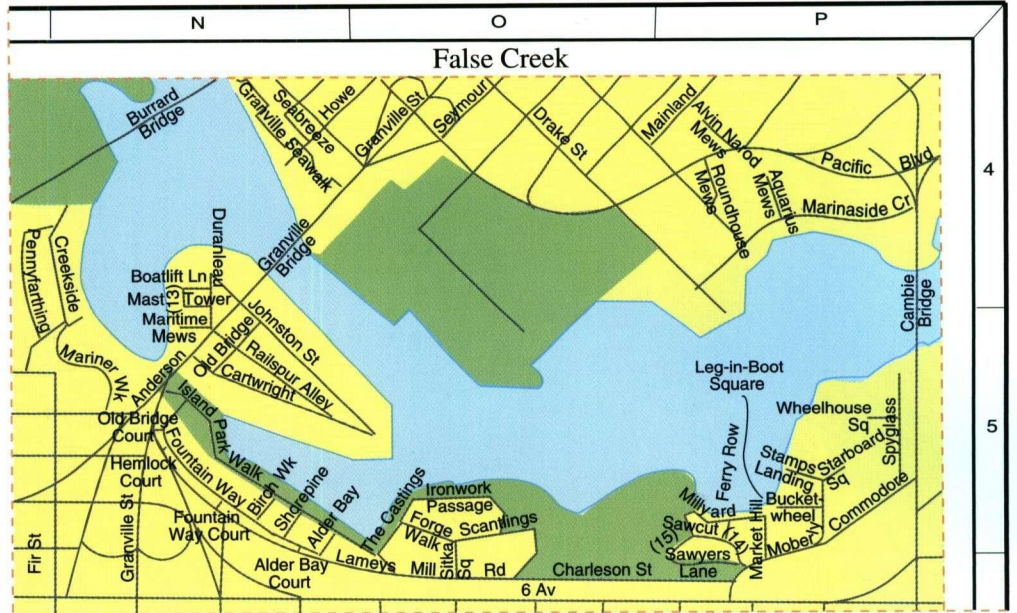 N
O
P
False Creek
4
5
Burrard
Bridge
Granville Seawalk
Seabreeze
Howe
Granville St
Seymour
Drake St
Mainland
Alvin Narod
Mews
Pacific
Blvd
Roundhouse
Mews
Aquarius
Mews
Marinaside Cr
Cambie
Bridge
Granville
Bridge
Duranleau
Boatlift Ln
Mast
(13)
Tower
Maritime
Mews
Pennyfarthing
Creekside
Mariner Wk
Anderson
Old Bridge
Johnston St
Railspur Alley
Cartwright
Island
Park Walk
Old Bridge
Court
Hemlock
Court
Fountain Way
Birch Wk
Shorepine
Alder Bay
Fountain
Way Court
Granville St
Fir St
Alder Bay
Court
Lameys
Mill
Rd
The Castings
Ironwork
Passage
Forge
Walk
Scantlings
Sitka
Sq
Charleson St
6 Av
Leg-in-Boot
Square
Ferry Row
Millyard
Sawcut
(14)
(15)
Sawyers
Lane
Market Hill
Bucket-
wheel
Moberly
Commodore
Stamps
Landing
Starboard
Sq
Wheelhouse
Sq
Spyglass